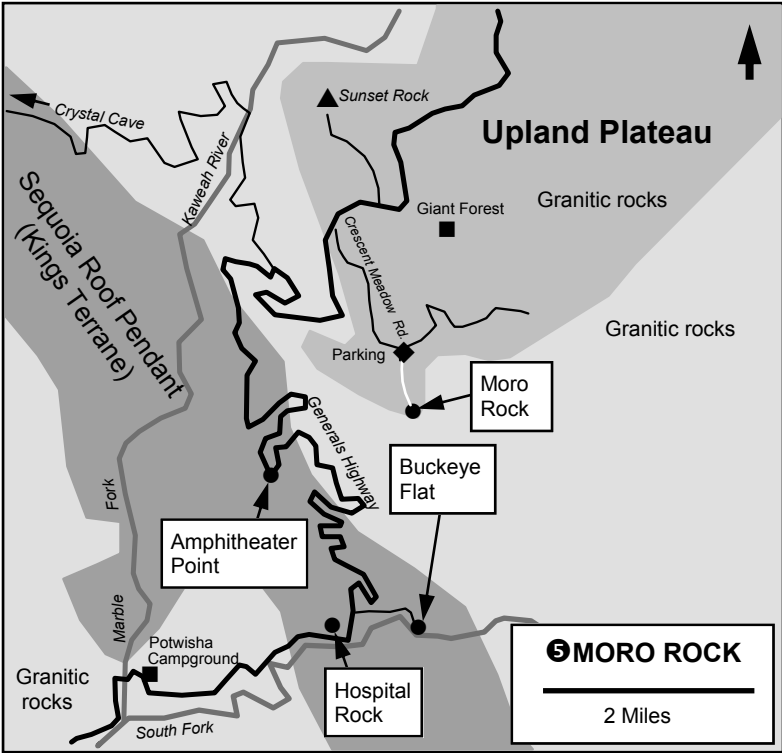 Crystal Cave
Kaweah River
Sunset Rock
Upland Plateau
Granitic rocks
Giant Forest
Crescent Meadow Rd.
Sequoia Roof Pendant
(Kings Terrane)
Granitic rocks
Parking
Moro
Rock
Generals Highway
Buckeye
Flat
Fork
Amphitheater
Point
Marble
Potwisha
Campground
Granitic
rocks
Hospital
Rock
South Fork
❺MORO ROCK
2 Miles